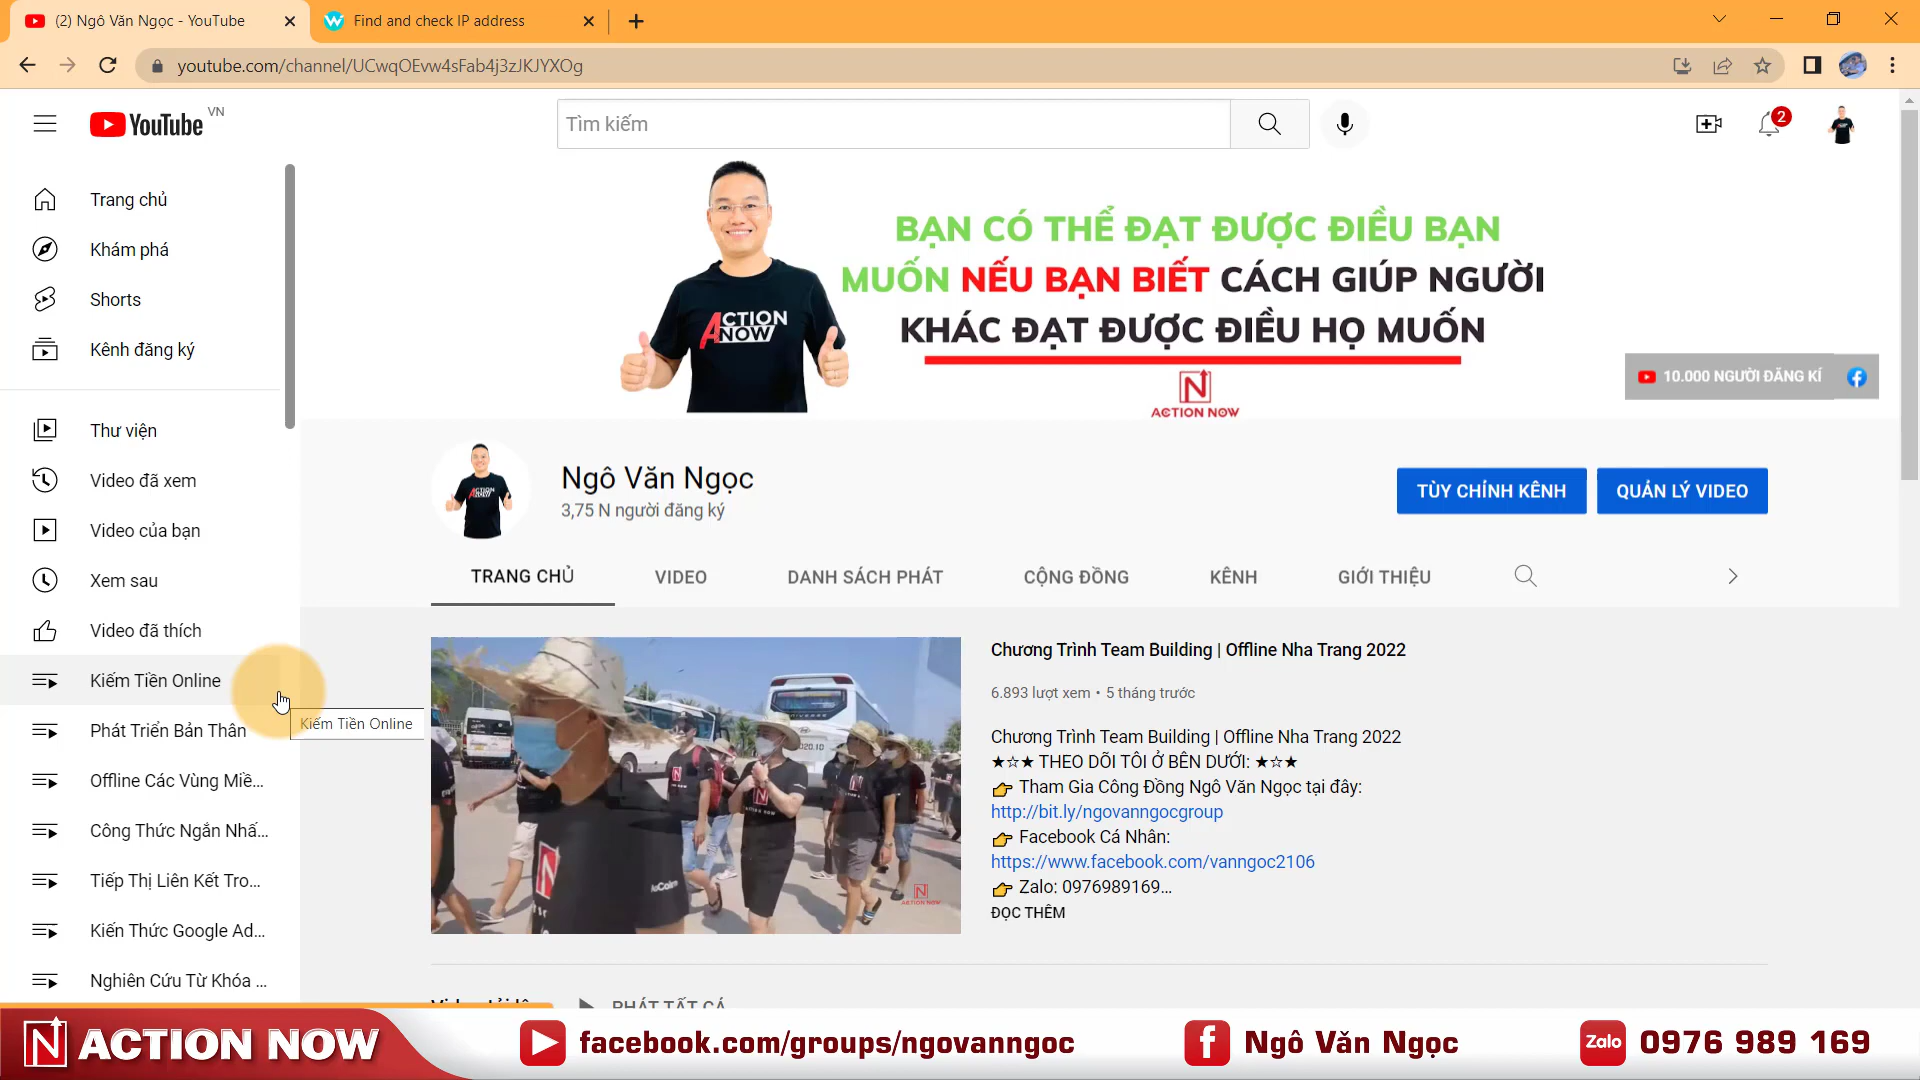 (2) Ngô Văn Ngọc - YouTube
Find and check IP address
youtube.com/channel/UCwqOEvw4sFab4j3zJKJYXOg
YouTube VN
Tìm kiếm
2
Trang chủ
Khám phá
Shorts
Kênh đăng ký
Thư viện
Video đã xem
Video của bạn
Xem sau
Video đã thích
Kiếm Tiền Online
Phát Triển Bản Thân
Offline Các Vùng Miề...
Công Thức Ngắn Nhấ...
Tiếp Thị Liên Kết Tro...
Kiến Thức Google Ad...
Nghiên Cứu Từ Khóa ...
Kiếm Tiền Online
ACTION NOW
BẠN CÓ THỂ ĐẠT ĐƯỢC ĐIỀU BẠN
MUỐN NẾU BẠN BIẾT CÁCH GIÚP NGƯỜI
KHÁC ĐẠT ĐƯỢC ĐIỀU HỌ MUỐN
ACTION NOW
10.000 NGƯỜI ĐĂNG KÍ
Ngô Văn Ngọc
3,75 N người đăng ký
TÙY CHỈNH KÊNH
QUẢN LÝ VIDEO
TRANG CHỦ
VIDEO
DANH SÁCH PHÁT
CỘNG ĐỒNG
KÊNH
GIỚI THIỆU
ACTION NOW
Chương Trình Team Building | Offline Nha Trang 2022
6.893 lượt xem • 5 tháng trước
Chương Trình Team Building | Offline Nha Trang 2022
★☆★ THEO DÕI TÔI Ở BÊN DƯỚI: ★☆★
👉 Tham Gia Cộng Đồng Ngô Văn Ngọc tại đây:
http://bit.ly/ngovanngocgroup
👉 Facebook Cá Nhân:
https://www.facebook.com/vanngoc2106
👉 Zalo: 0976989169...
ĐỌC THÊM
PHÁT TẤT CẢ
ACTION NOW
facebook.com/groups/ngovanngoc
Ngô Văn Ngọc
Zalo 0976 989 169